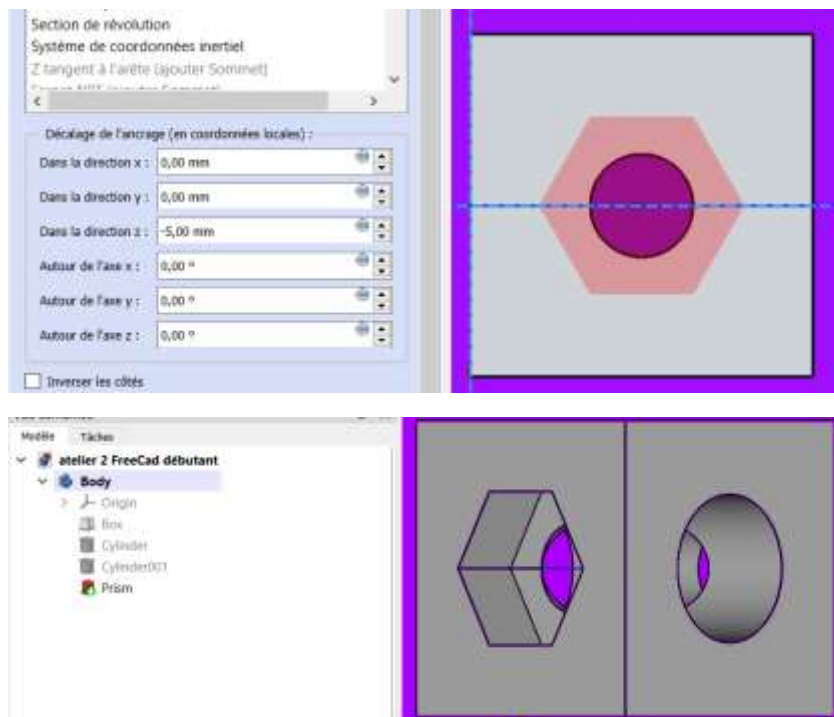 Section de révolution
Système de coordonnées inertiel
Z tangent à l'arête (ajouter Sommet)
Décalage de l'ancrage (en coordonnées locales) :
Dans la direction x : 0,00 mm
Dans la direction y : 0,00 mm
Dans la direction z : -5,00 mm
Autour de l'axe x : 0,00 °
Autour de l'axe y : 0,00 °
Autour de l'axe z : 0,00 °
Inverser les côtés
Modèle Tâches
atelier 2 FreeCad débutant
Body
Origin
Box
Cylinder
Cylinder001
Prism